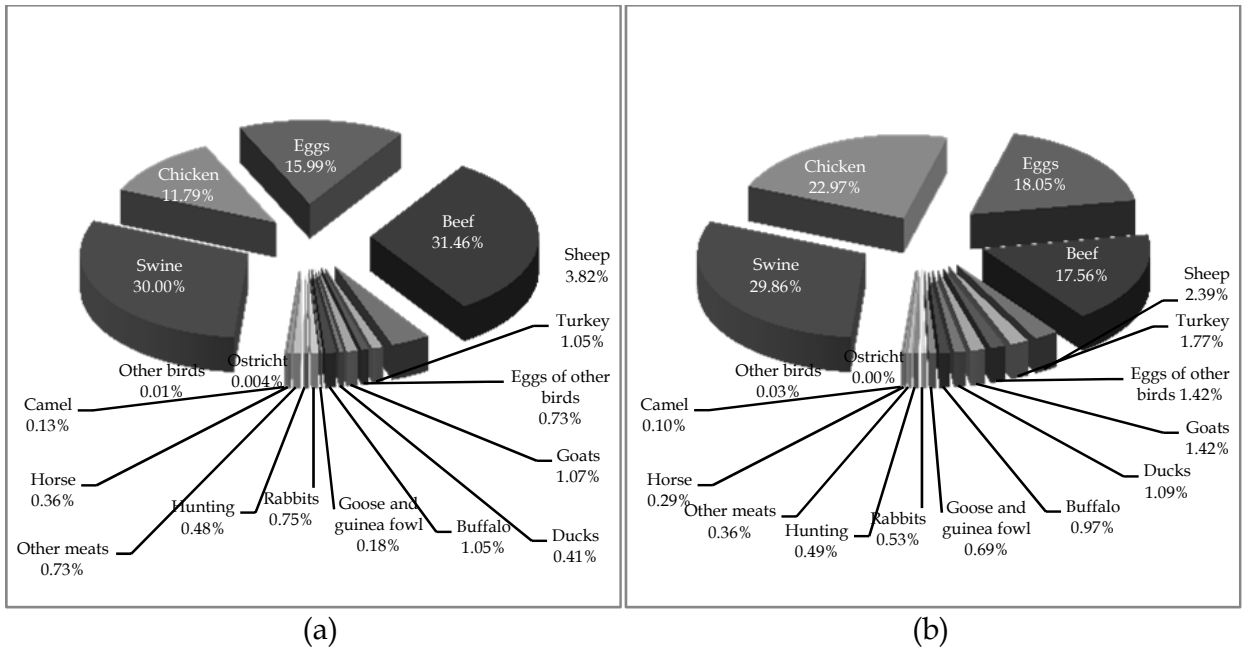 Eggs
15.99%
Chicken
11.79%
Beef
31.46%
Swine
30.00%
Sheep
3.82%
Turkey
1.05%
Ostricht
0.004%
Other birds
0.01%
Eggs of other
birds
0.73%
Camel
0.13%
Goats
1.07%
Horse
0.36%
Hunting
0.48%
Rabbits
0.75%
Goose and
guinea fowl
0.18%
Buffalo
1.05%
Ducks
0.41%
Other meats
0.73%
(a)
Chicken
22.97%
Eggs
18.05%
Beef
17.56%
Swine
29.86%
Sheep
2.39%
Turkey
1.77%
Ostricht
0.00%
Other birds
0.03%
Eggs of other
birds 1.42%
Camel
0.10%
Goats
1.42%
Ducks
1.09%
Horse
0.29%
Other meats
0.36%
Hunting
0.49%
Rabbits
0.53%
Goose and
guinea fowl
0.69%
Buffalo
0.97%
(b)